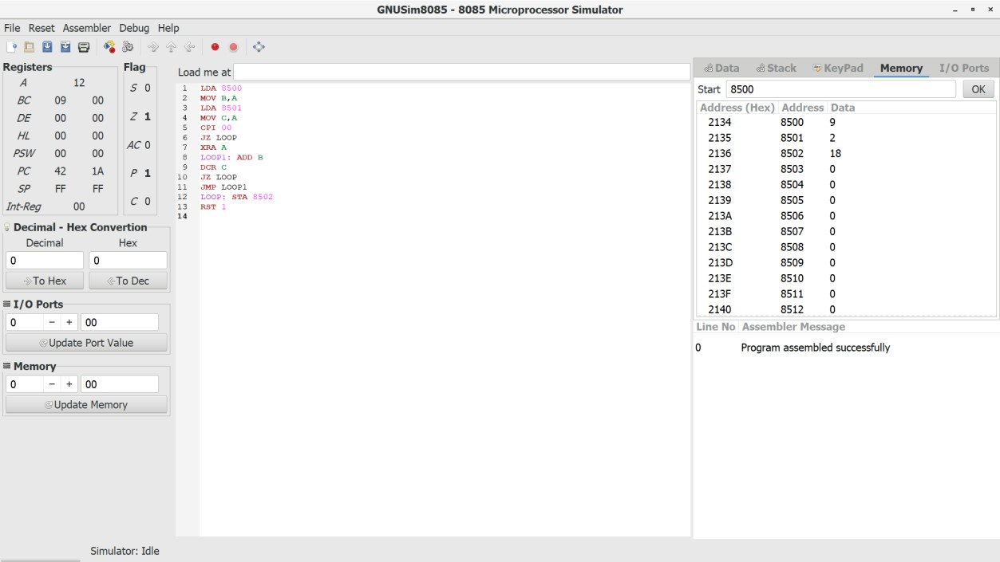 GNUSim8085 - 8085 Microprocessor Simulator
File Reset Assembler Debug Help
Registers
A 12
BC 09 00
DE 00 00
HL 00 00
PSW 00 00
PC 42 1A
SP FF FF
Int-Reg 00
Flag
S 0
Z 1
AC 0
P 1
C 0
Decimal - Hex Convertion
Decimal Hex
0 0
To Hex To Dec
I/O Ports
0 − + 00
Update Port Value
Memory
0 − + 00
Update Memory
Load me at
1 LDA 8500
2 MOV B,A
3 LDA 8501
4 MOV C,A
5 CPI 00
6 JZ LOOP
7 XRA A
8 LOOP1: ADD B
9 DCR C
10 JZ LOOP
11 JMP LOOP1
12 LOOP: STA 8502
13 RST 1
14
Data Stack KeyPad Memory I/O Ports
Start 8500 OK
Address (Hex) Address Data
2134 8500 9
2135 8501 2
2136 8502 18
2137 8503 0
2138 8504 0
2139 8505 0
213A 8506 0
213B 8507 0
213C 8508 0
213D 8509 0
213E 8510 0
213F 8511 0
2140 8512 0
Line No Assembler Message
0 Program assembled successfully
Simulator: Idle